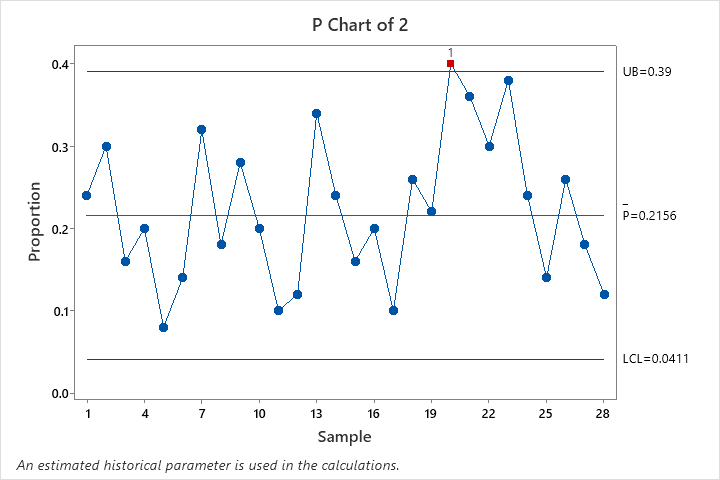 P Chart of 2
1
0.4
UB=0.39
0.3
P̄=0.2156
0.2
0.1
LCL=0.0411
0.0
Proportion
1 4 7 10 13 16 19 22 25 28
Sample
An estimated historical parameter is used in the calculations.